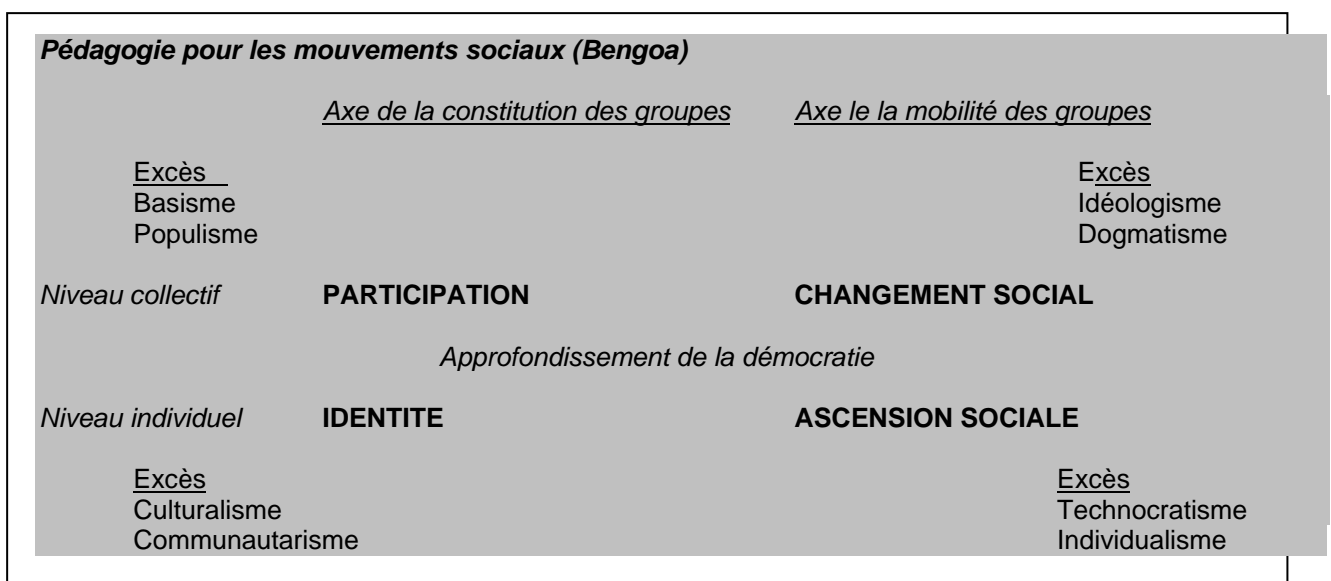 Pédagogie pour les mouvements sociaux (Bengoa)
Axe de la constitution des groupes Axe le la mobilité des groupes
Excès Excès
Basisme Idéologisme
Populisme Dogmatisme
Niveau collectif PARTICIPATION CHANGEMENT SOCIAL
Approfondissement de la démocratie
Niveau individuel IDENTITE ASCENSION SOCIALE
Excès Excès
Culturalisme Technocratisme
Communautarisme Individualisme